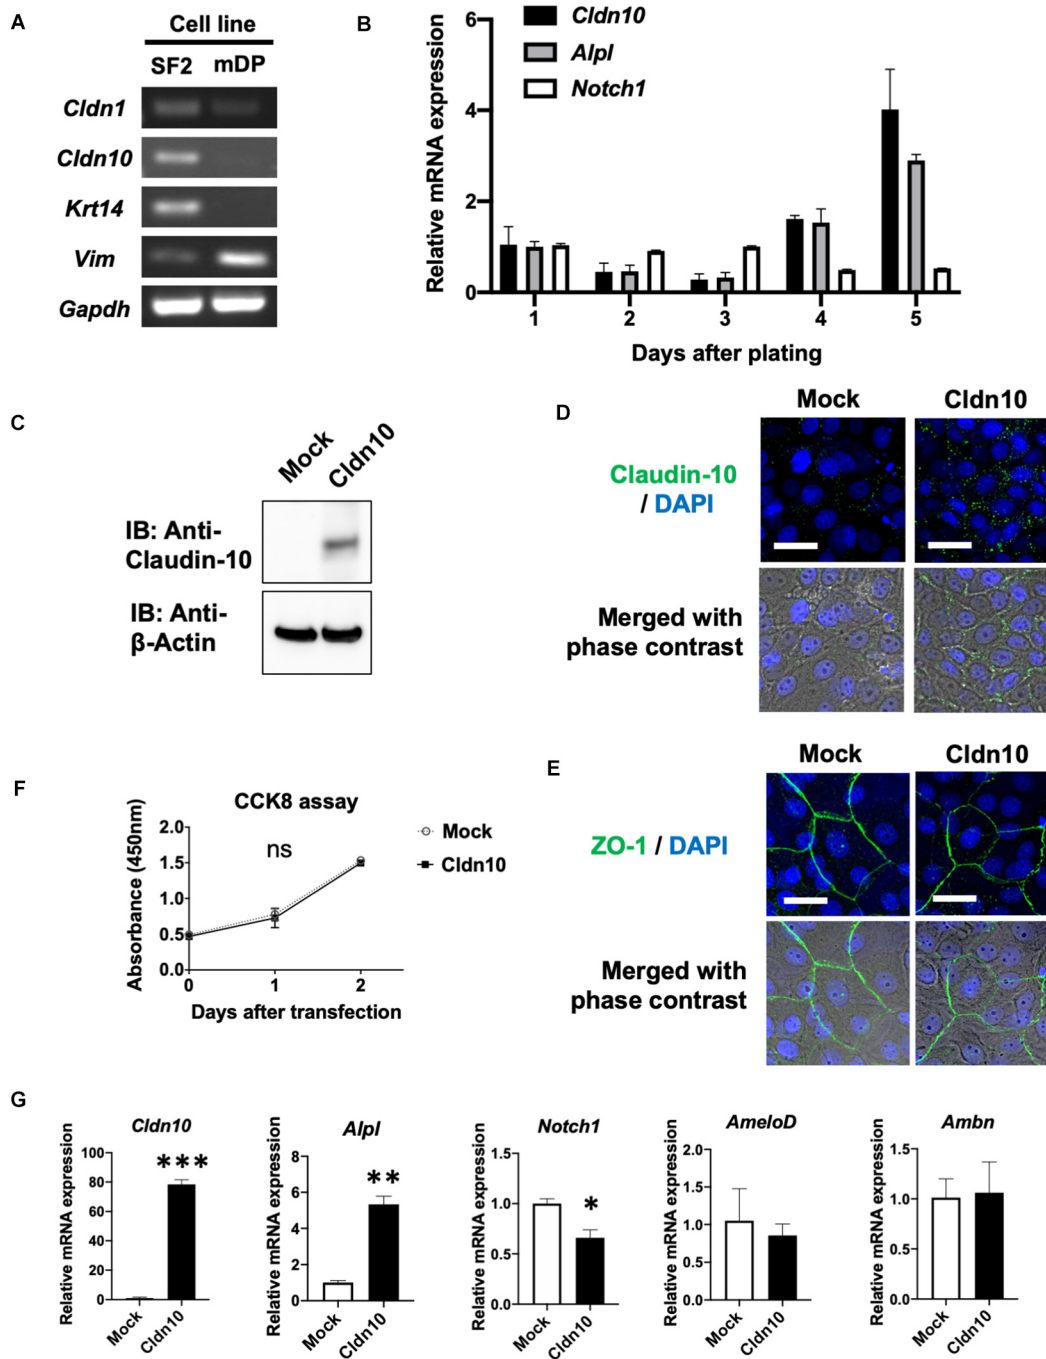 A
Cell line
SF2 mDP
Cldn1
Cldn10
Krt14
Vim
Gapdh
B
Relative mRNA expression
6
4
2
0
Cldn10
Alpl
Notch1
1 2 3 4 5
Days after plating
C
Mock
Cldn10
IB: Anti-
Claudin-10
IB: Anti-
β-Actin
D
Mock Cldn10
Claudin-10
/ DAPI
Merged with
phase contrast
E
Mock Cldn10
ZO-1 / DAPI
Merged with
phase contrast
F
CCK8 assay
Absorbance (450nm)
2.0
1.5
1.0
0.5
0.0
ns
Mock
Cldn10
0 1 2
Days after transfection
G
Cldn10
Relative mRNA expression
100
80
60
40
20
0
***
Mock
Cldn10
Alpl
Relative mRNA expression
8
6
4
2
0
**
Mock
Cldn10
Notch1
Relative mRNA expression
1.5
1.0
0.5
0.0
*
Mock
Cldn10
AmeloD
Relative mRNA expression
2.0
1.5
1.0
0.5
0.0
Mock
Cldn10
Ambn
Relative mRNA expression
1.5
1.0
0.5
0.0
Mock
Cldn10